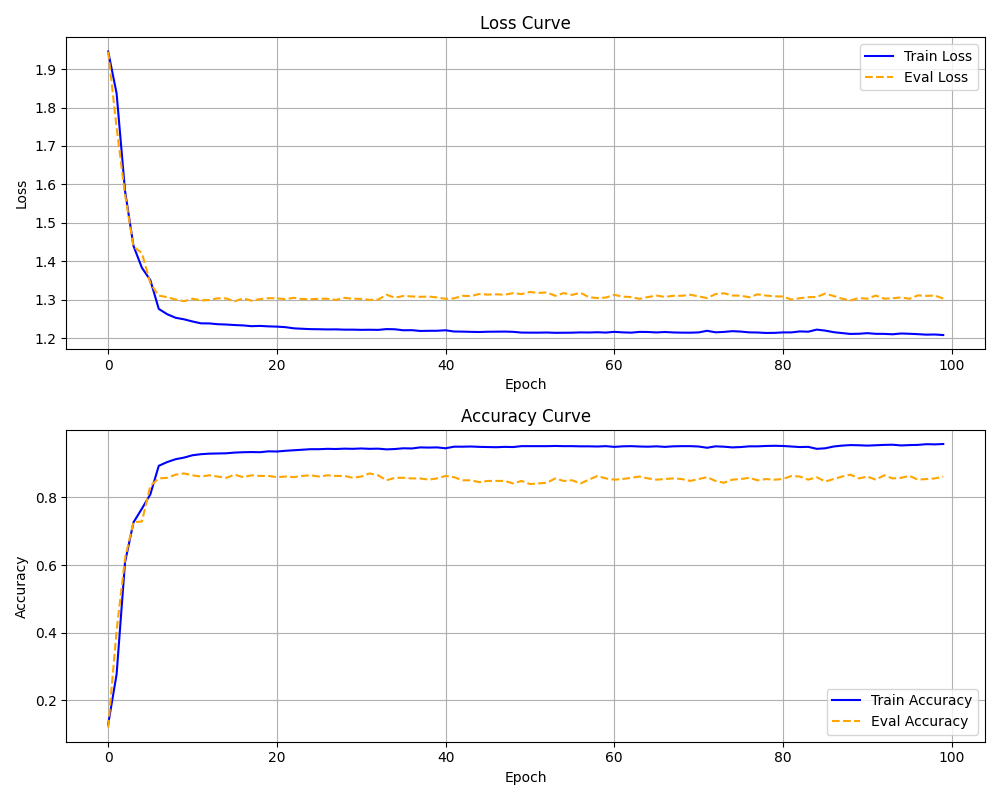 Loss Curve
Train Loss
Eval Loss
1.9
1.8
1.7
1.6
1.5
1.4
1.3
1.2
Loss
0 20 40 60 80 100
Epoch
Accuracy Curve
0.8
0.6
0.4
0.2
Accuracy
Train Accuracy
Eval Accuracy
0 20 40 60 80 100
Epoch